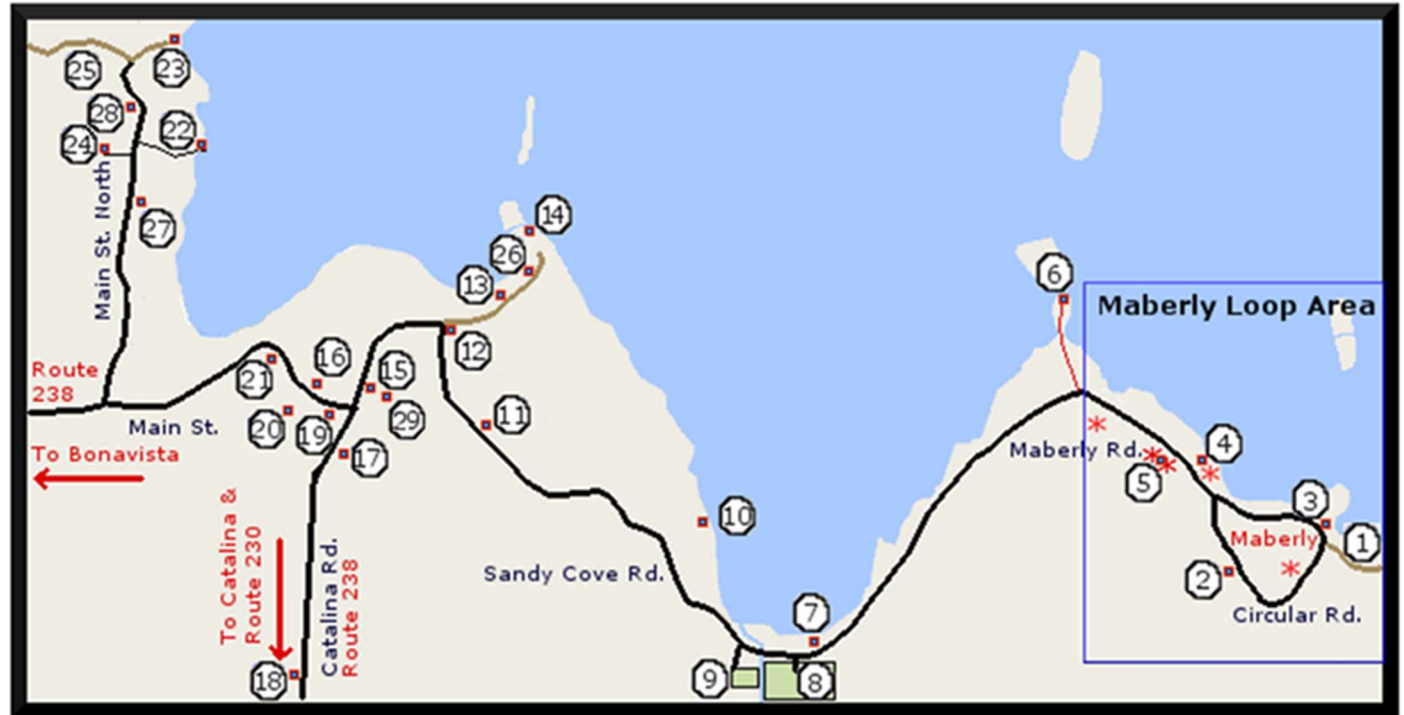 25
23
28
22
24
Main St. North
27
14
26
13
6
Maberly Loop Area
12
16
15
21
Route
238
29
11
20
19
Main St.
17
To Bonavista
4
Maberly Rd.
5
10
3
1
Maberly
2
Circular Rd.
To Catalina &
Route 230
Catalina Rd.
Route 238
Sandy Cove Rd.
7
18
9
8